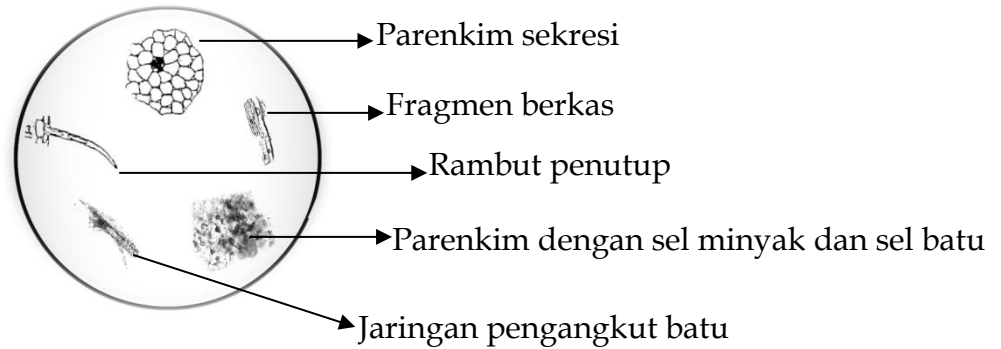 Parenkim sekresi
Fragmen berkas
Rambut penutup
Parenkim dengan sel minyak dan sel batu
Jaringan pengangkut batu